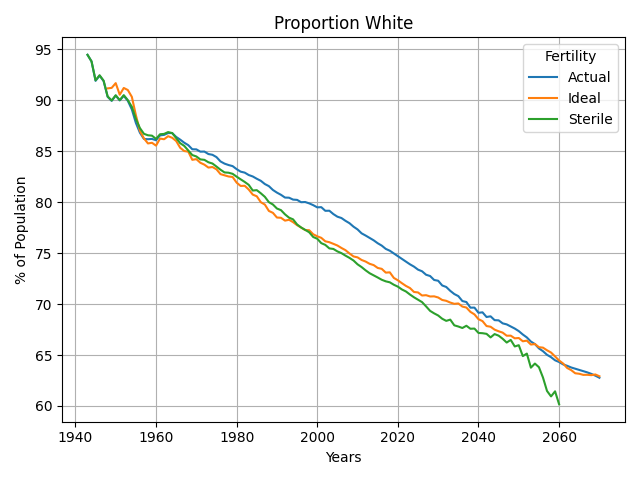 Proportion White
Fertility
Actual
Ideal
Sterile
% of Population
95
90
85
80
75
70
65
60
1940
1960
1980
2000
2020
2040
2060
Years